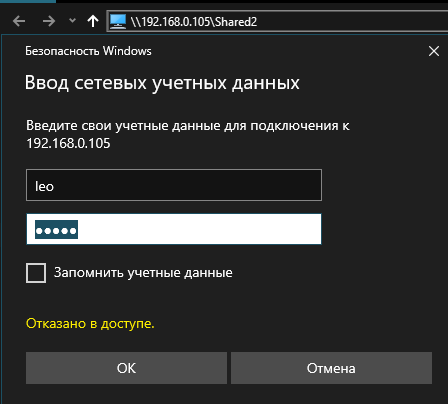 \\192.168.0.105\Shared2
Безопасность Windows
Ввод сетевых учетных данных
Введите свои учетные данные для подключения к
192.168.0.105
leo
•••••
Запомнить учетные данные
Отказано в доступе.
ОК
Отмена